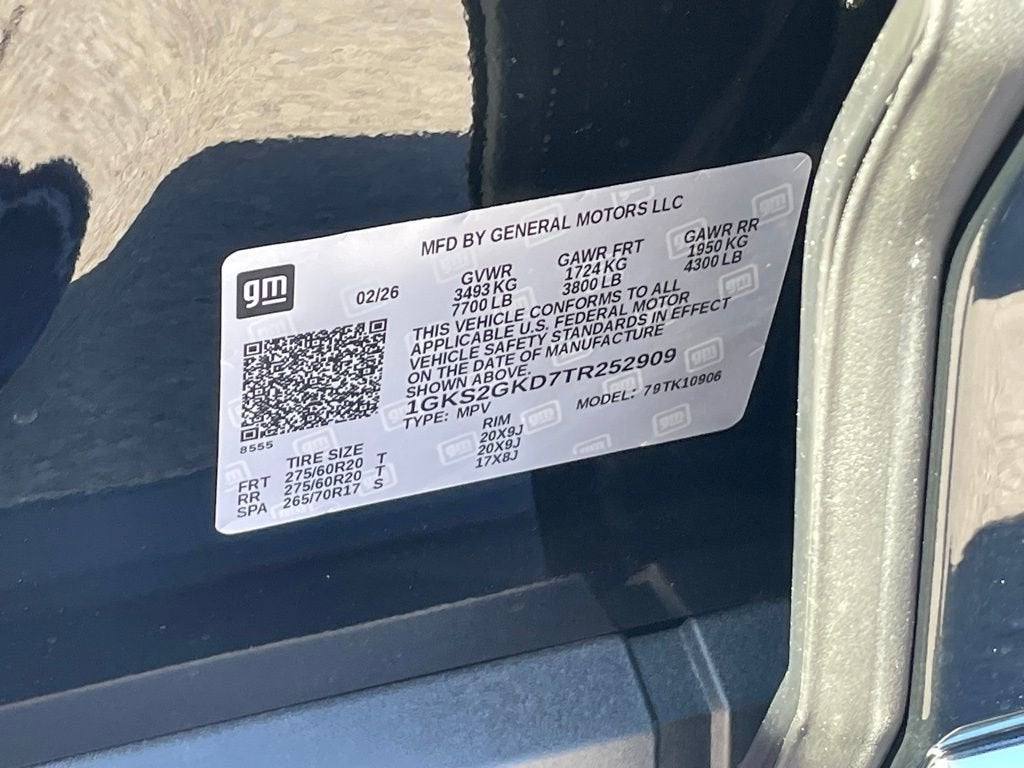 MFD BY GENERAL MOTORS LLC
gm
02/26
GVWR GAWR FRT GAWR RR
3493 KG 1724 KG 1950 KG
7700 LB 3800 LB 4300 LB
THIS VEHICLE CONFORMS TO ALL
APPLICABLE U.S. FEDERAL MOTOR
VEHICLE SAFETY STANDARDS IN EFFECT
ON THE DATE OF MANUFACTURE
SHOWN ABOVE.
1GKS2GKD7TR252909
TYPE: MPV MODEL: 79TK10906
8555
TIRE SIZE RIM
FRT 275/60R20 T 20X9J
RR 275/60R20 T 20X9J
SPA 265/70R17 S 17X8J